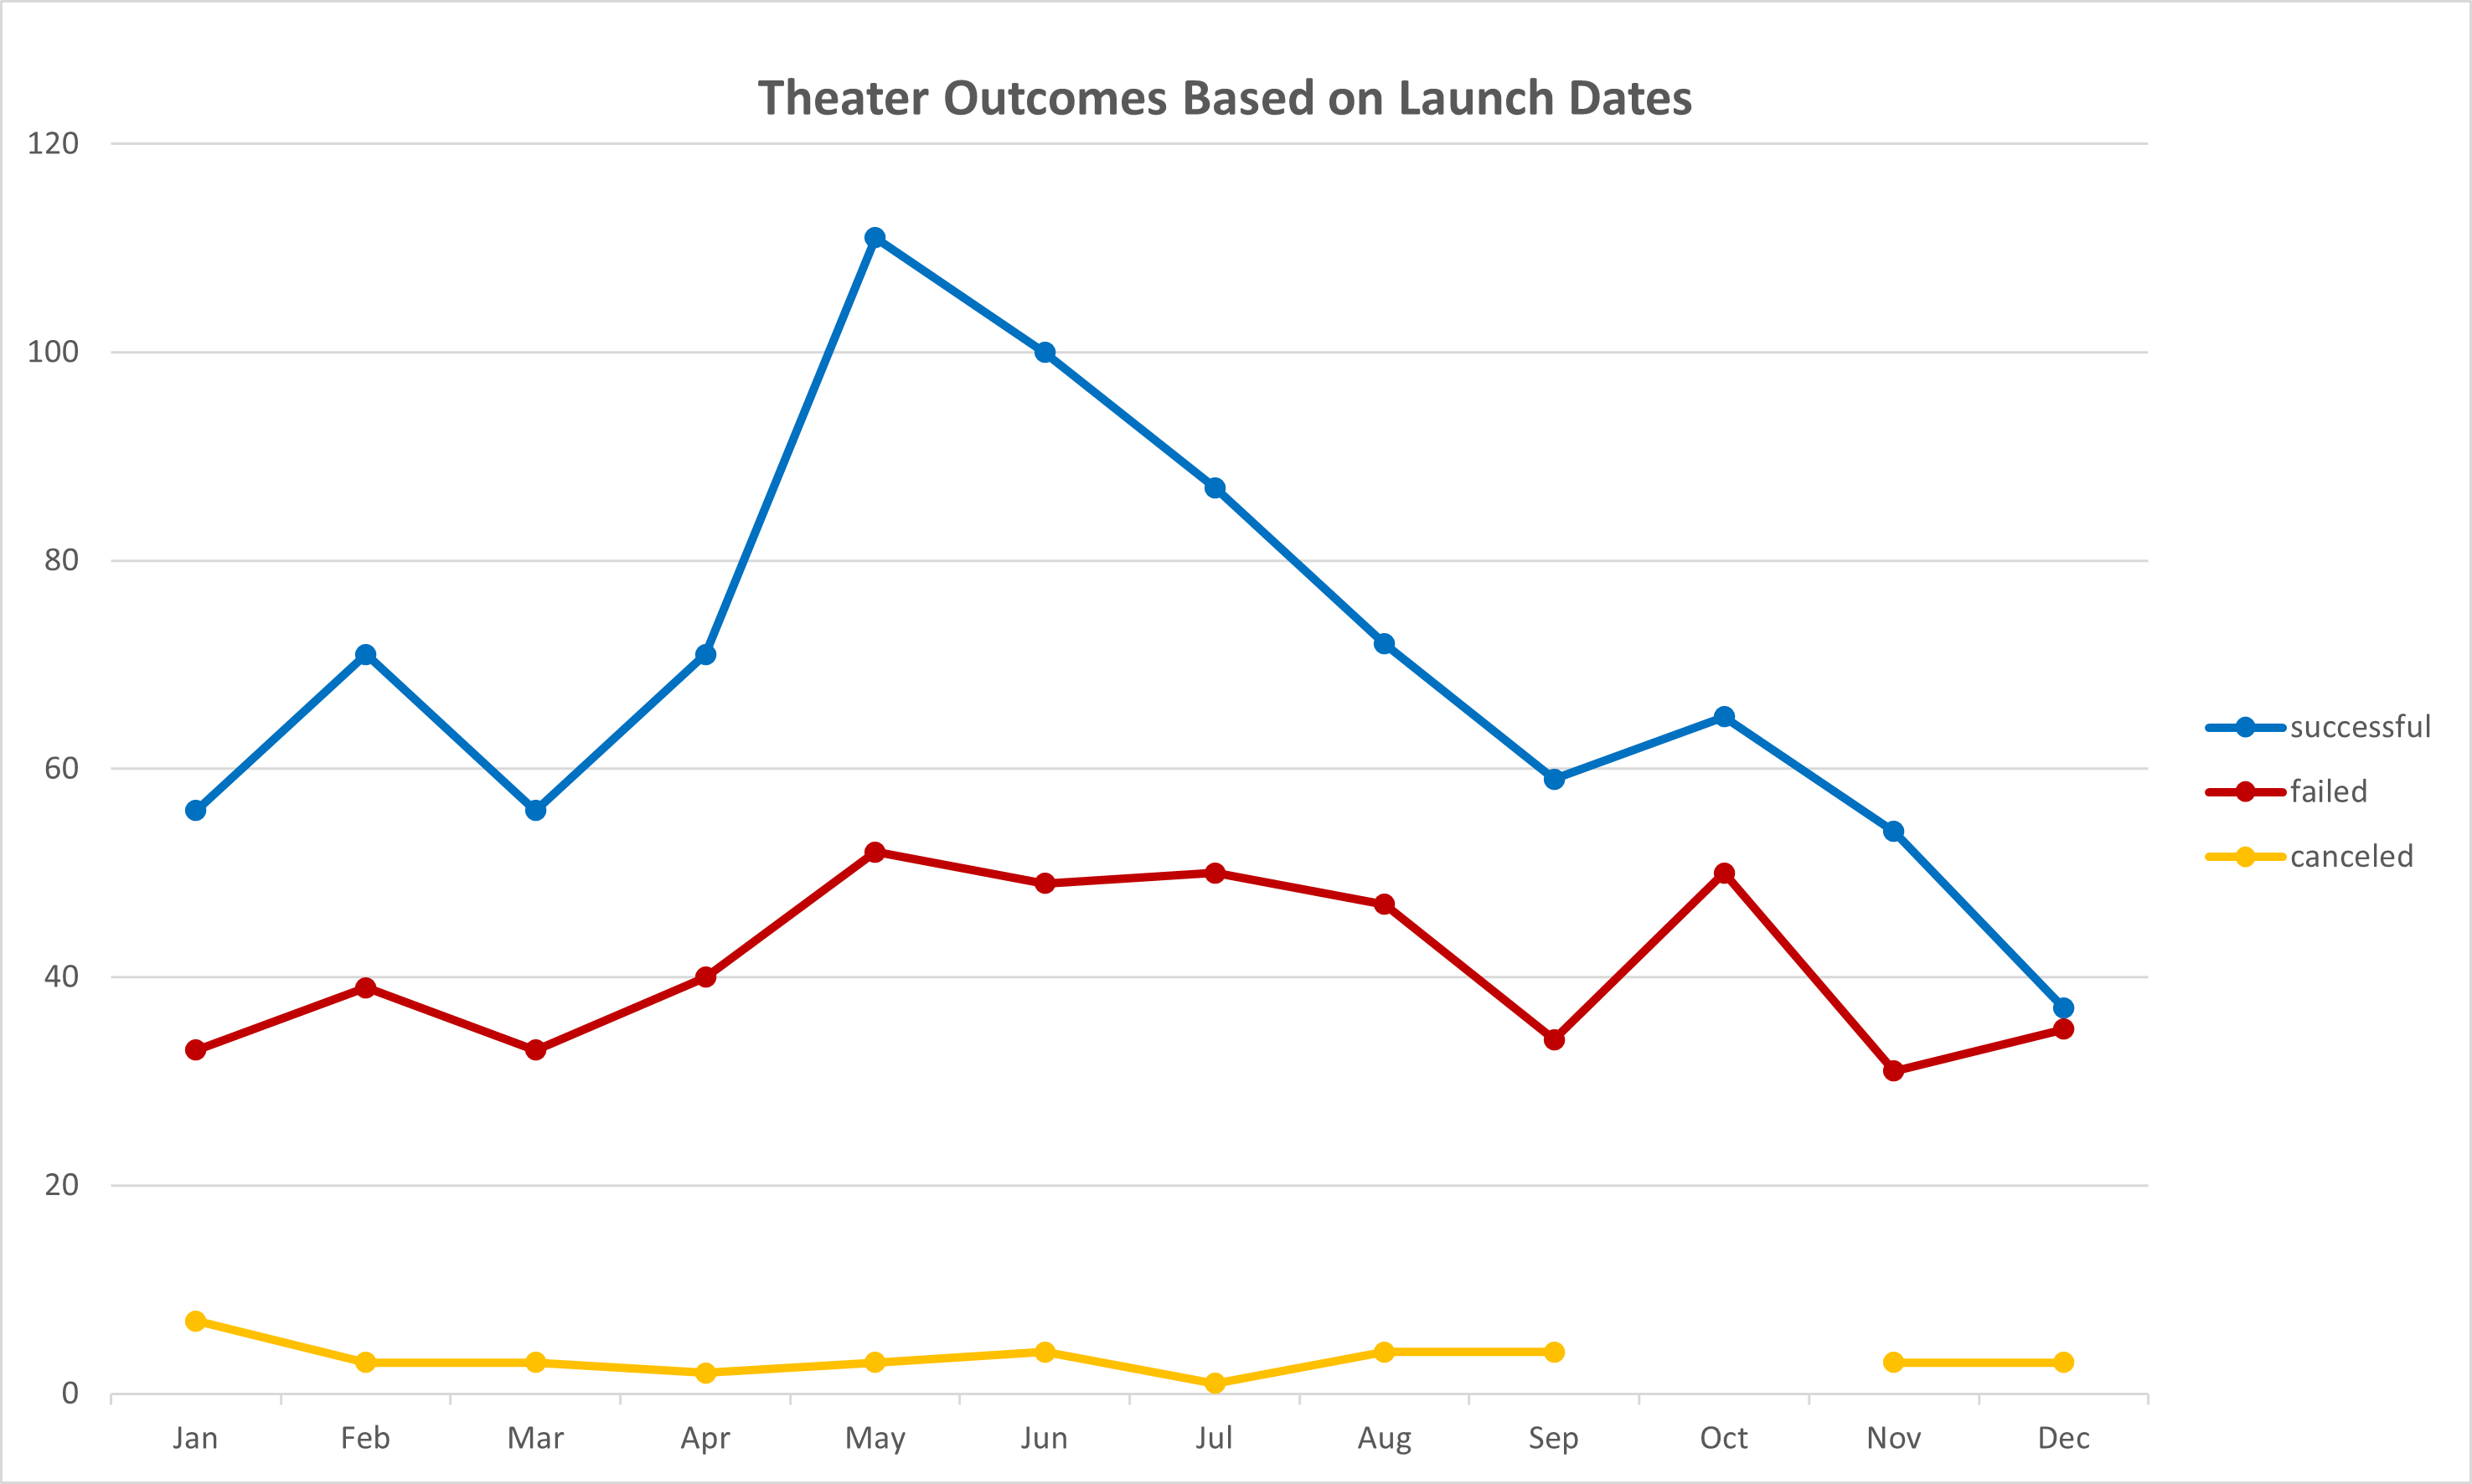 Theater Outcomes Based on Launch Dates
120
100
80
60
40
20
0
Jan Feb Mar Apr May Jun Jul Aug Sep Oct Nov Dec
successful
failed
canceled